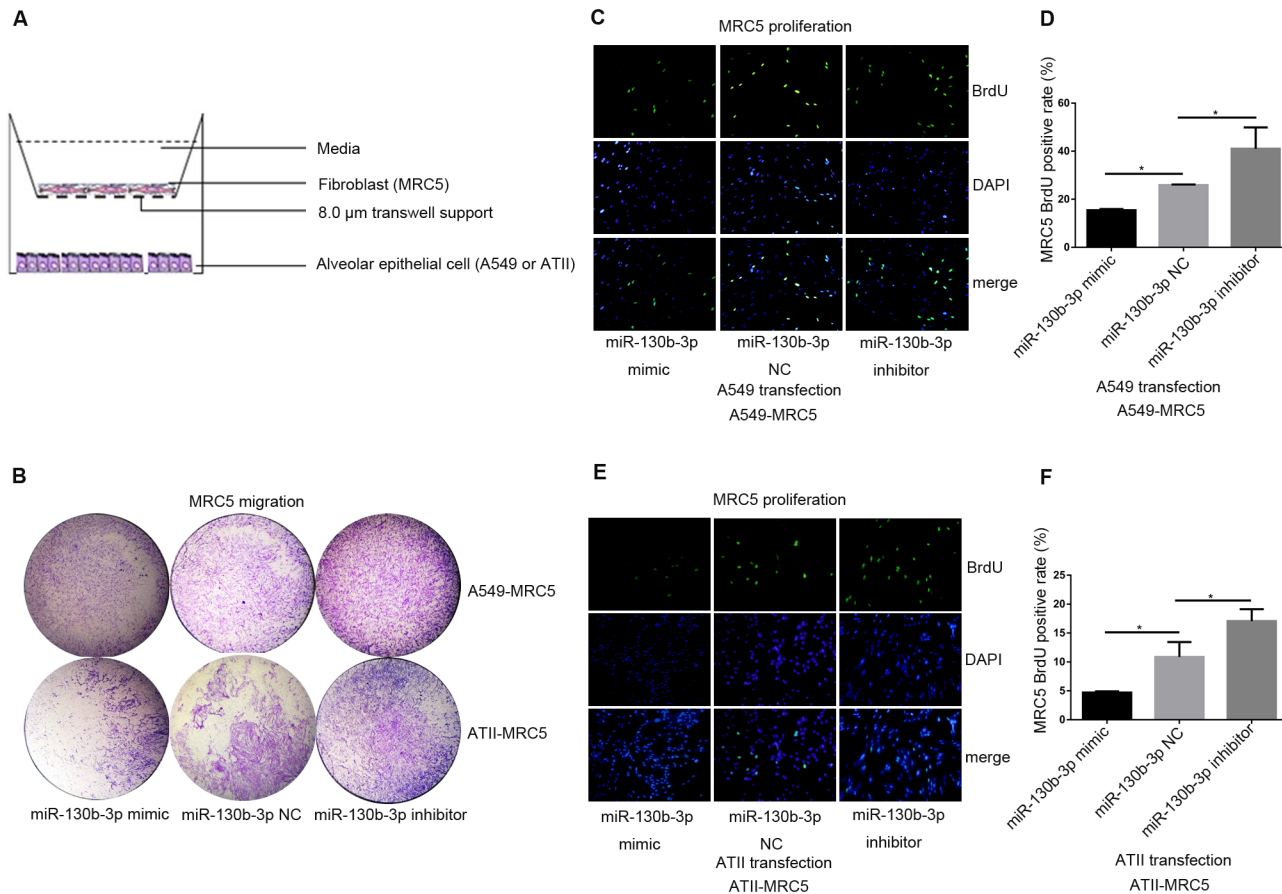 A
Media
Fibroblast (MRC5)
8.0 µm transwell support
Alveolar epithelial cell (A549 or ATII)
B
MRC5 migration
A549-MRC5
ATII-MRC5
miR-130b-3p mimic
miR-130b-3p NC
miR-130b-3p inhibitor
C
MRC5 proliferation
BrdU
DAPI
merge
miR-130b-3p
mimic
miR-130b-3p
NC
miR-130b-3p
inhibitor
A549 transfection
A549-MRC5
D
MRC5 BrdU positive rate (%)
60
40
20
0
*
*
miR-130b-3p mimic
miR-130b-3p NC
miR-130b-3p inhibitor
A549 transfection
A549-MRC5
E
MRC5 proliferation
BrdU
DAPI
merge
miR-130b-3p
mimic
miR-130b-3p
NC
miR-130b-3p
inhibitor
ATII transfection
ATII-MRC5
F
MRC5 BrdU positive rate (%)
25
20
15
10
5
0
*
*
miR-130b-3p mimic
miR-130b-3p NC
miR-130b-3p inhibitor
ATII transfection
ATII-MRC5